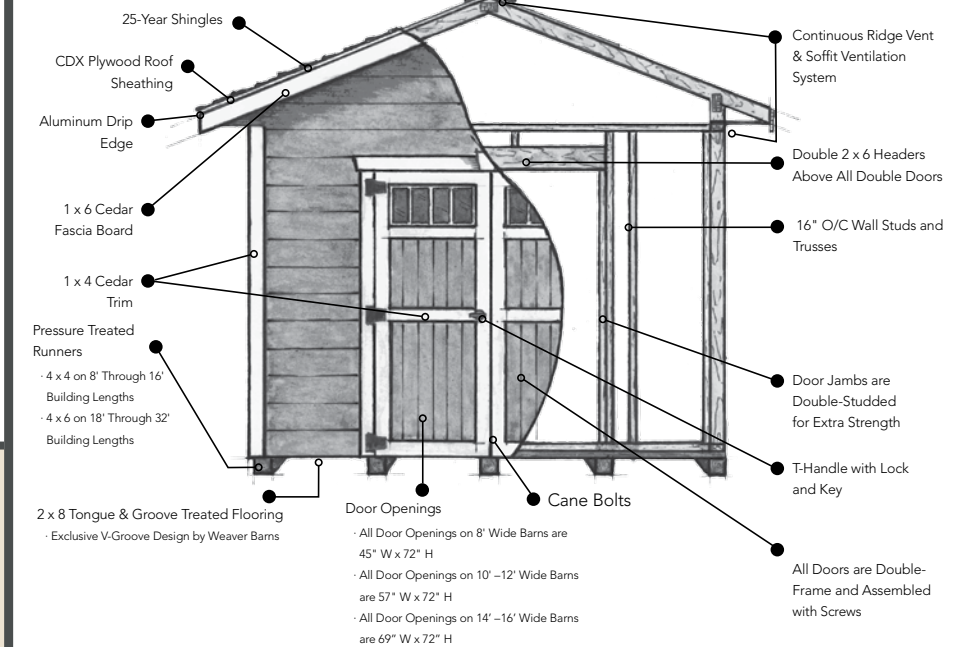 25-Year Shingles
CDX Plywood Roof
Sheathing
Aluminum Drip
Edge
1 x 6 Cedar
Fascia Board
1 x 4 Cedar
Trim
Pressure Treated
Runners
· 4 x 4 on 8' Through 16'
Building Lengths
· 4 x 6 on 18' Through 32'
Building Lengths
2 x 8 Tongue & Groove Treated Flooring
· Exclusive V-Groove Design by Weaver Barns
Door Openings
· All Door Openings on 8' Wide Barns are
45" W x 72" H
· All Door Openings on 10' –12' Wide Barns
are 57" W x 72" H
· All Door Openings on 14' –16' Wide Barns
are 69” W x 72” H
Cane Bolts
Continuous Ridge Vent
& Soffit Ventilation
System
Double 2 x 6 Headers
Above All Double Doors
16" O/C Wall Studs and
Trusses
Door Jambs are
Double-Studded
for Extra Strength
T-Handle with Lock
and Key
All Doors are Double-
Frame and Assembled
with Screws